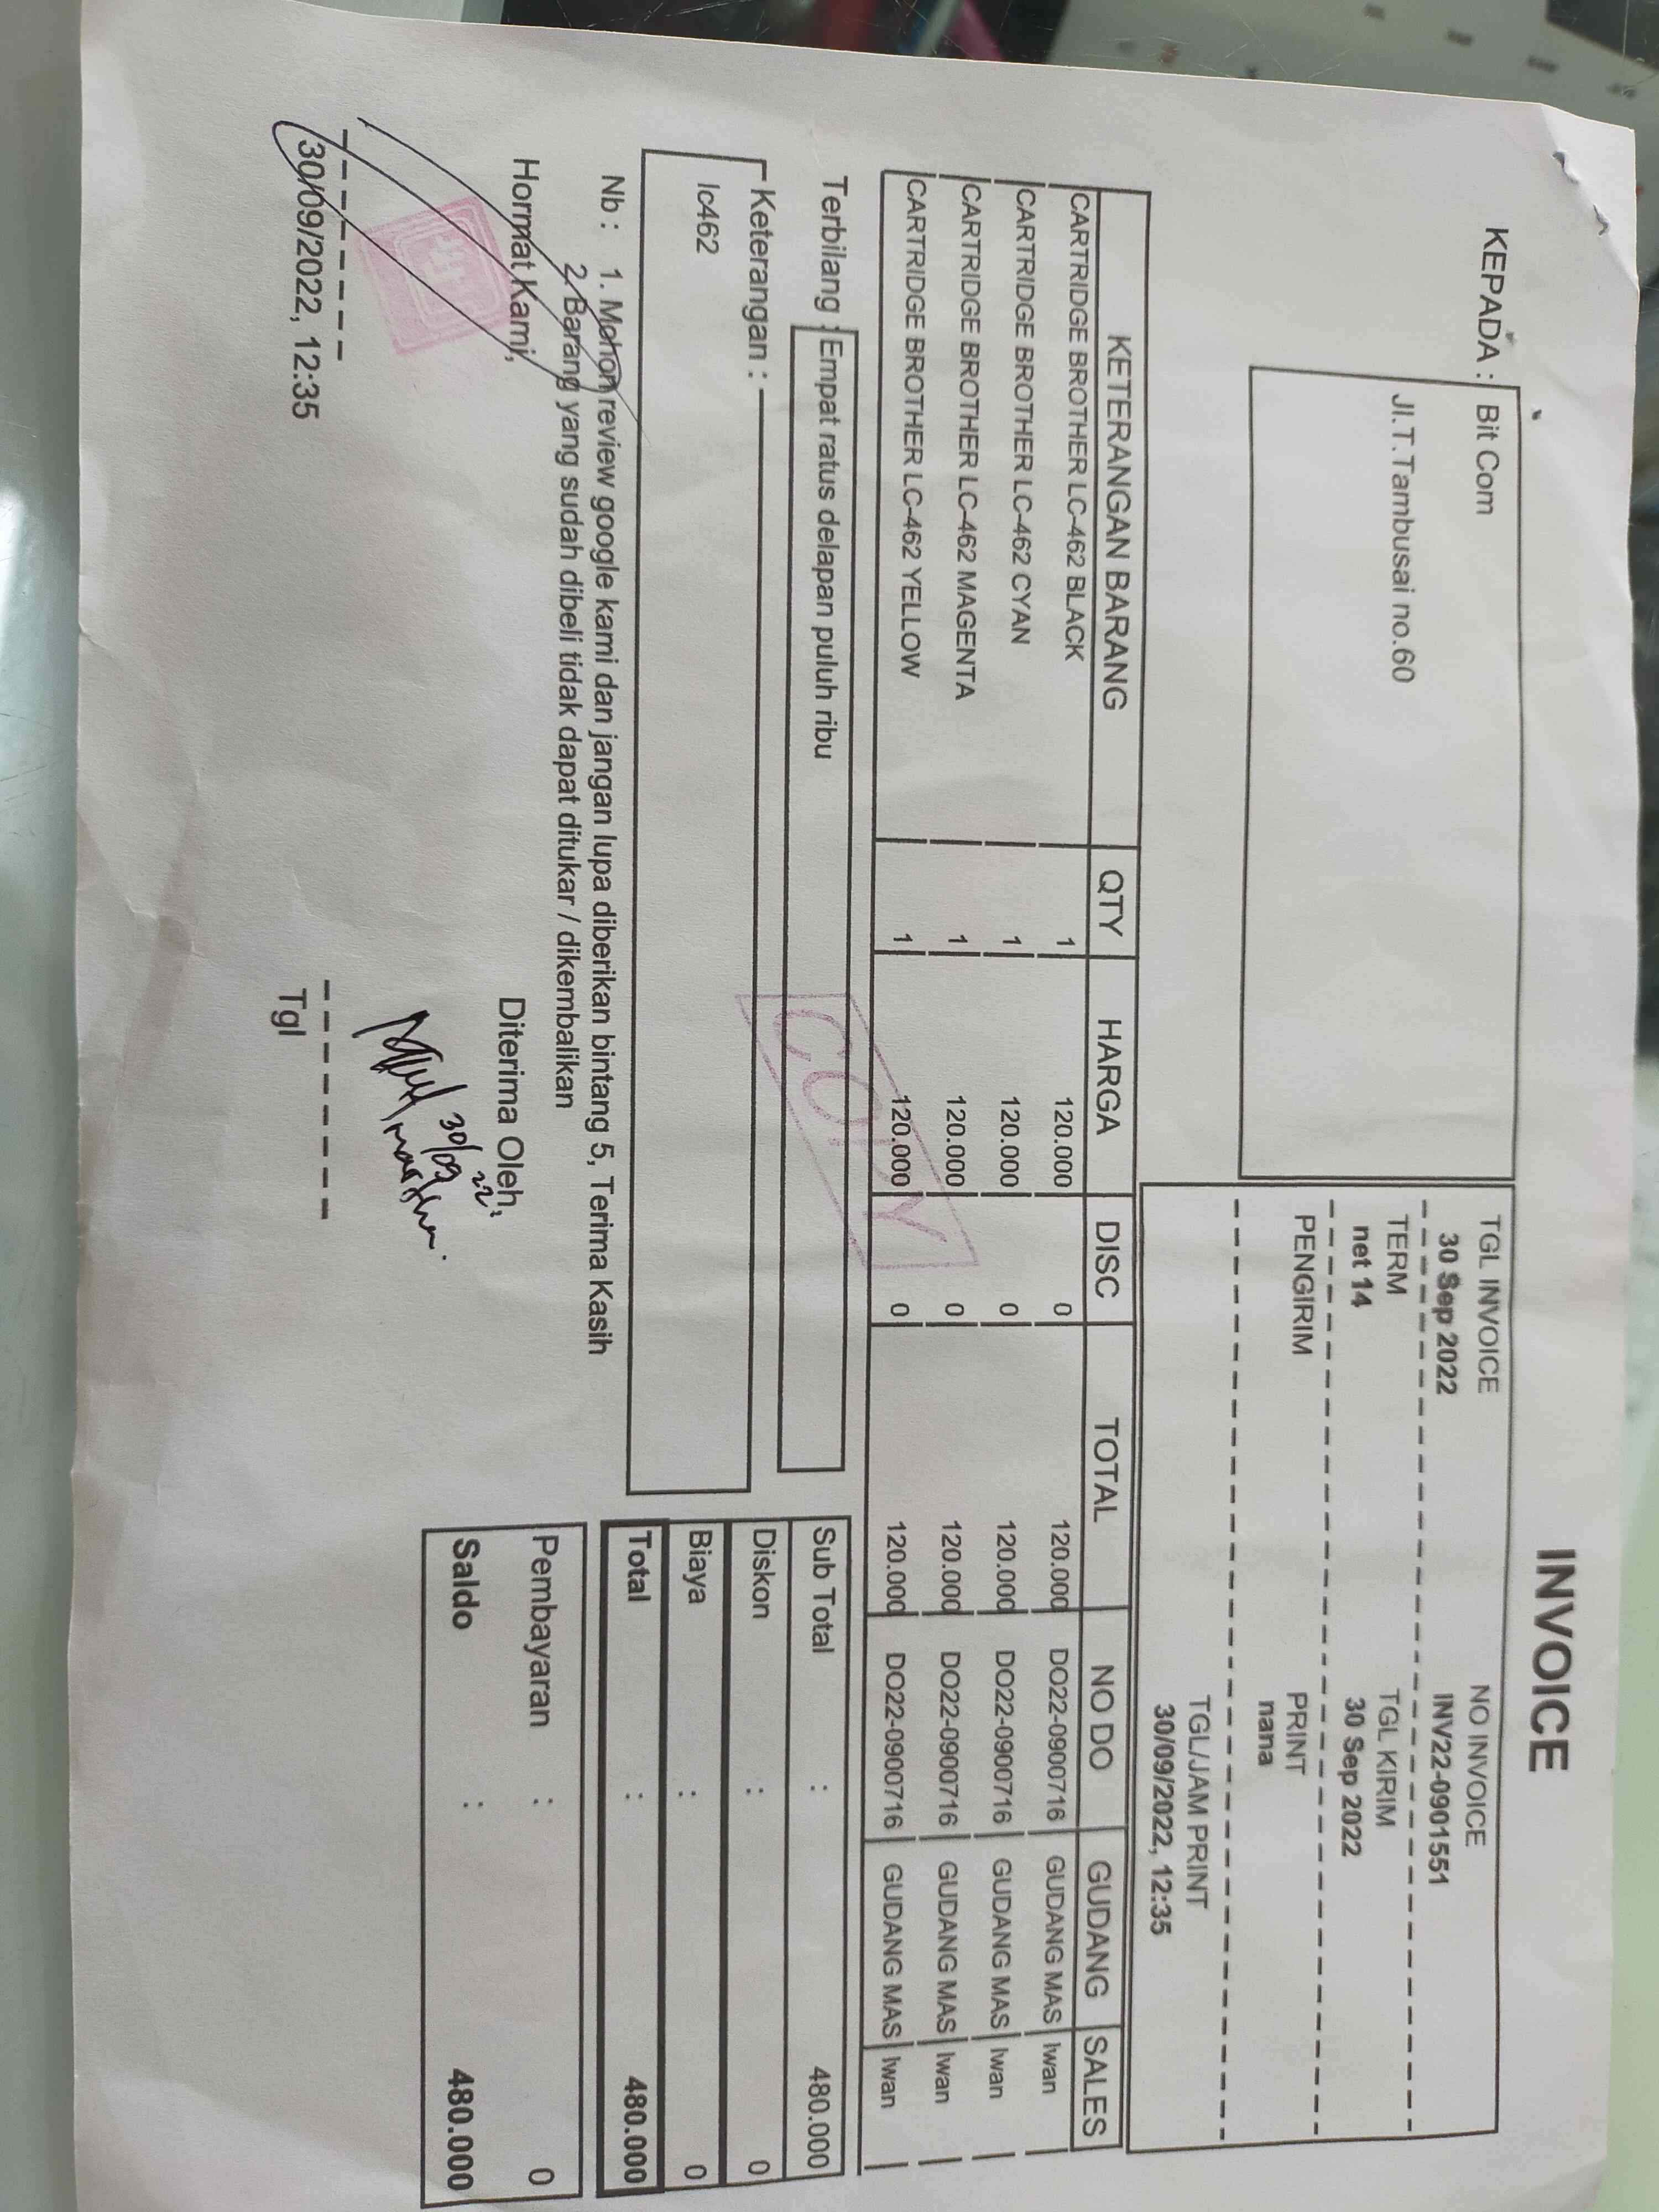 INVOICE
KEPADA : Bit Com
Jl.T.Tambusai no.60
TGL INVOICE NO INVOICE
30 Sep 2022 INV22-0901551
TERM TGL KIRIM
net 14 30 Sep 2022
PENGIRIM PRINT
nana
TGL/JAM PRINT
30/09/2022, 12:35
KETERANGAN BARANG QTY HARGA DISC TOTAL NO DO GUDANG SALES
CARTRIDGE BROTHER LC-462 BLACK 1 120.000 0 120.000 DO22-0900716 GUDANG MAS Iwan
CARTRIDGE BROTHER LC-462 CYAN 1 120.000 0 120.000 DO22-0900716 GUDANG MAS Iwan
CARTRIDGE BROTHER LC-462 MAGENTA 1 120.000 0 120.000 DO22-0900716 GUDANG MAS Iwan
CARTRIDGE BROTHER LC-462 YELLOW 1 120.000 0 120.000 DO22-0900716 GUDANG MAS Iwan
COPY
Terbilang : Empat ratus delapan puluh ribu
Keterangan :
lc462
Sub Total : 480.000
Diskon : 0
Biaya : 0
Total : 480.000
Pembayaran : 0
Saldo : 480.000
Nb : 1. Mohon review google kami dan jangan lupa diberikan bintang 5, Terima Kasih
2. Barang yang sudah dibeli tidak dapat ditukar / dikembalikan
Hormat Kami, Diterima Oleh,
30/09 22
30/09/2022, 12:35 Tgl